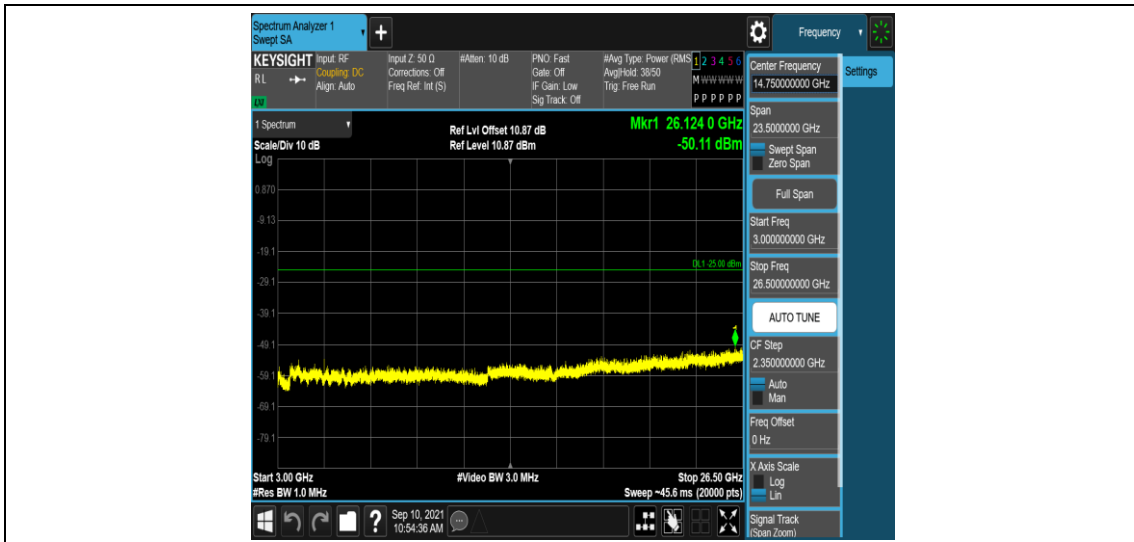 Spectrum Analyzer 1
Swept SA
Frequency
KEYSIGHT
RL
Input: RF
Coupling: DC
Align: Auto
Input Z: 50 Ω
Corrections: Off
Freq Ref: Int (S)
#Atten: 10 dB
PNO: Fast
Gate: Off
IF Gain: Low
Sig Track: Off
#Avg Type: Power (RMS
Avg|Hold: 38/50
Trig: Free Run
1 2 3 4 5 6
M W W W W W
P P P P P P
1 Spectrum
Scale/Div 10 dB
Ref Lvl Offset 10.87 dB
Ref Level 10.87 dBm
Mkr1 26.124 0 GHz
-50.11 dBm
Log
0.870
-9.13
-19.1
-29.1
-39.1
-49.1
-59.1
-69.1
-79.1
DL1 -25.00 dBm
1
Start 3.00 GHz
#Res BW 1.0 MHz
#Video BW 3.0 MHz
Stop 26.50 GHz
Sweep ~45.6 ms (20000 pts)
Sep 10, 2021
10:54:36 AM
Center Frequency
14.750000000 GHz
Settings
Span
23.5000000 GHz
Swept Span
Zero Span
Full Span
Start Freq
3.000000000 GHz
Stop Freq
26.500000000 GHz
AUTO TUNE
CF Step
2.350000000 GHz
Auto
Man
Freq Offset
0 Hz
X Axis Scale
Log
Lin
Signal Track
(Span Zoom)